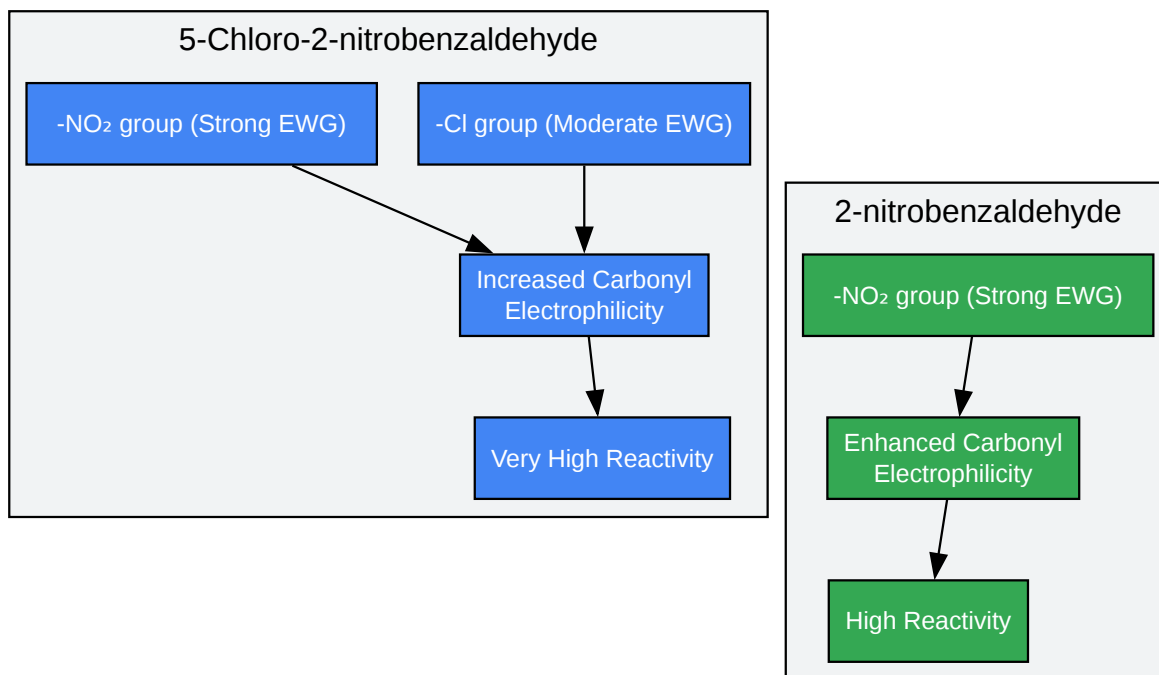 5-Chloro-2-nitrobenzaldehyde
-NO₂ group (Strong EWG)
-Cl group (Moderate EWG)
Increased Carbonyl
Electrophilicity
Very High Reactivity
2-nitrobenzaldehyde
-NO₂ group (Strong EWG)
Enhanced Carbonyl
Electrophilicity
High Reactivity